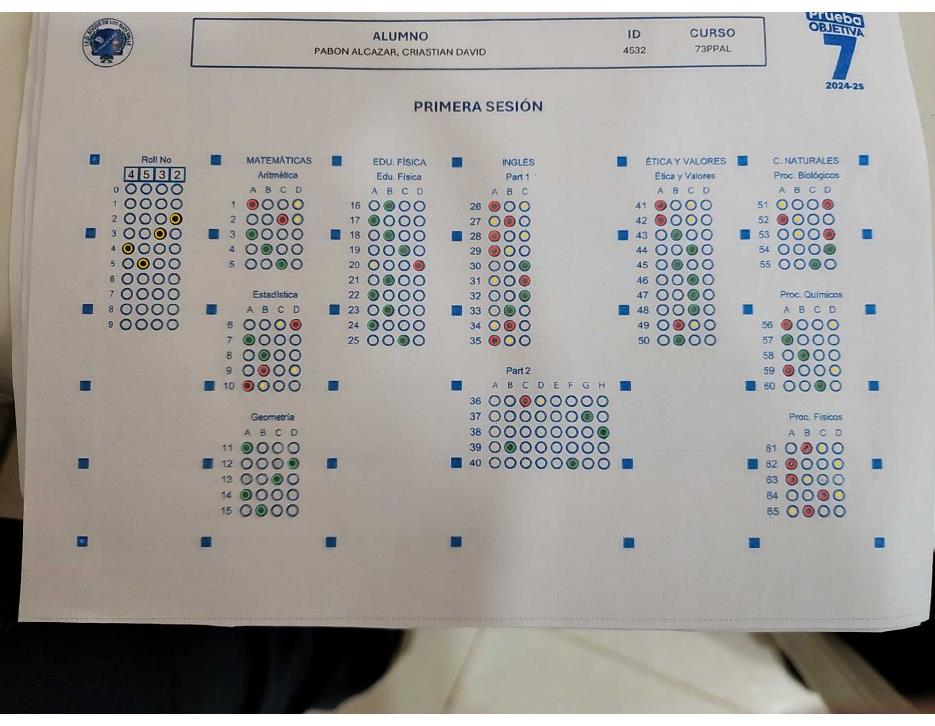 Prueba
OBJETIVA
7
2024-2S
ALUMNO ID CURSO
PABON ALCAZAR, CRIASTIAN DAVID 4532 73PPAL
PRIMERA SESIÓN
Roll No
4 5 3 2
0
1
2
3
4
5
6
7
8
9
MATEMÁTICAS
Aritmética
A B C D
1
2
3
4
5
Estadística
A B C D
6
7
8
9
10
Geometría
A B C D
11
12
13
14
15
EDU. FÍSICA
Edu. Física
A B C D
16
17
18
19
20
21
22
23
24
25
INGLÉS
Part 1
A B C
26
27
28
29
30
31
32
33
34
35
Part 2
A B C D E F G H
36
37
38
39
40
ÉTICA Y VALORES
Ética y Valores
A B C D
41
42
43
44
45
46
47
48
49
50
C. NATURALES
Proc. Biológicos
A B C D
51
52
53
54
55
Proc. Químicos
A B C D
56
57
58
59
60
Proc. Físicos
A B C D
61
62
63
64
65